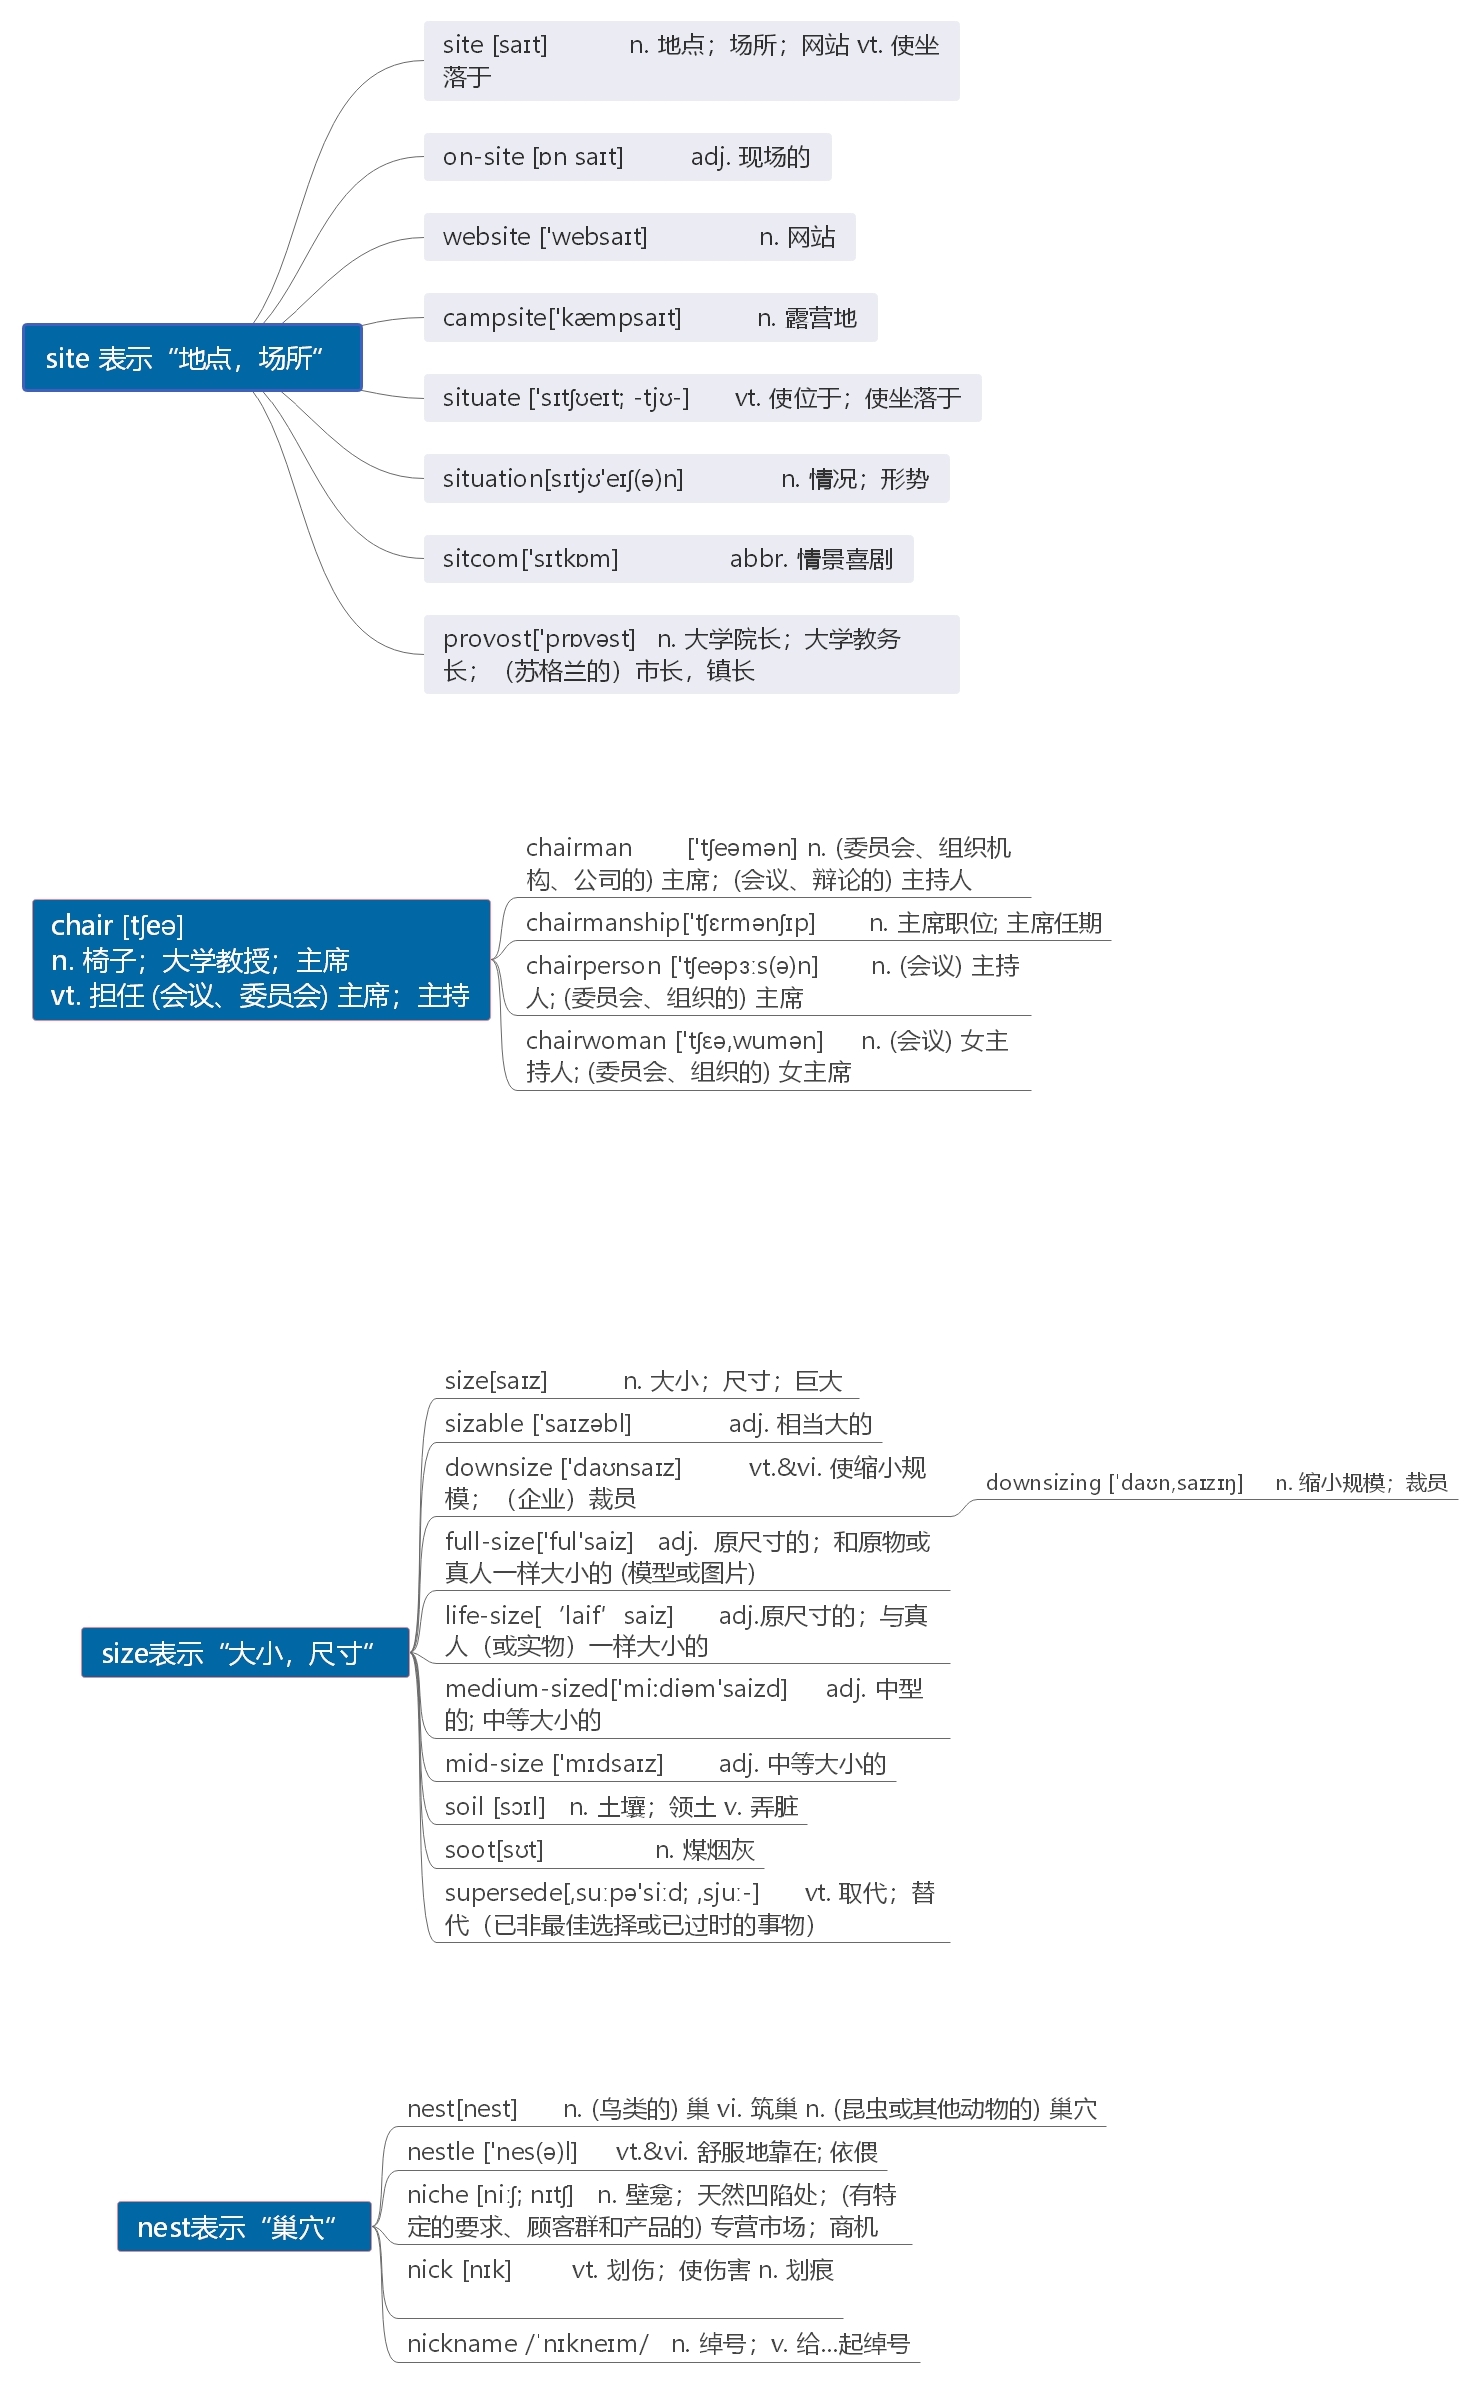 site 表示“地点，场所”
site [saɪt] n. 地点；场所；网站 vt. 使坐
落于
on-site [ɒn saɪt] adj. 现场的
website ['websaɪt] n. 网站
campsite['kæmpsaɪt] n. 露营地
situate ['sɪtʃʊeɪt; -tjʊ-] vt. 使位于；使坐落于
situation[sɪtjʊ'eɪʃ(ə)n] n. 情况；形势
sitcom['sɪtkɒm] abbr. 情景喜剧
provost['prɒvəst] n. 大学院长；大学教务
长；（苏格兰的）市长，镇长
chair [tʃeə]
n. 椅子；大学教授；主席
vt. 担任 (会议、委员会) 主席；主持
chairman ['tʃeəmən] n. (委员会、组织机
构、公司的) 主席；(会议、辩论的) 主持人
chairmanship['tʃɛrmənʃɪp] n. 主席职位; 主席任期
chairperson ['tʃeəpɜːs(ə)n] n. (会议) 主持
人; (委员会、组织的) 主席
chairwoman ['tʃɛə,wumən] n. (会议) 女主
持人; (委员会、组织的) 女主席
size表示“大小，尺寸“
size[saɪz] n. 大小；尺寸；巨大
sizable ['saɪzəbl] adj. 相当大的
downsize ['daʊnsaɪz] vt.&vi. 使缩小规
模；（企业）裁员
downsizing [ˈdaʊn,saɪzɪŋ] n. 缩小规模；裁员
full-size['ful'saiz] adj. 原尺寸的；和原物或
真人一样大小的 (模型或图片)
life-size[‘laif’saiz] adj.原尺寸的；与真
人（或实物）一样大小的
medium-sized['mi:diəm'saizd] adj. 中型
的; 中等大小的
mid-size ['mɪdsaɪz] adj. 中等大小的
soil [sɔɪl] n. 土壤；领土 v. 弄脏
soot[sʊt] n. 煤烟灰
supersede[,suːpə'siːd; ,sjuː-] vt. 取代；替
代（已非最佳选择或已过时的事物）
nest表示“巢穴“
nest[nest] n. (鸟类的) 巢 vi. 筑巢 n. (昆虫或其他动物的) 巢穴
nestle ['nes(ə)l] vt.&vi. 舒服地靠在; 依偎
niche [niːʃ; nɪtʃ] n. 壁龛；天然凹陷处；(有特
定的要求、顾客群和产品的) 专营市场；商机
nick [nɪk] vt. 划伤；使伤害 n. 划痕
nickname /ˈnɪkneɪm/ n. 绰号；v. 给...起绰号